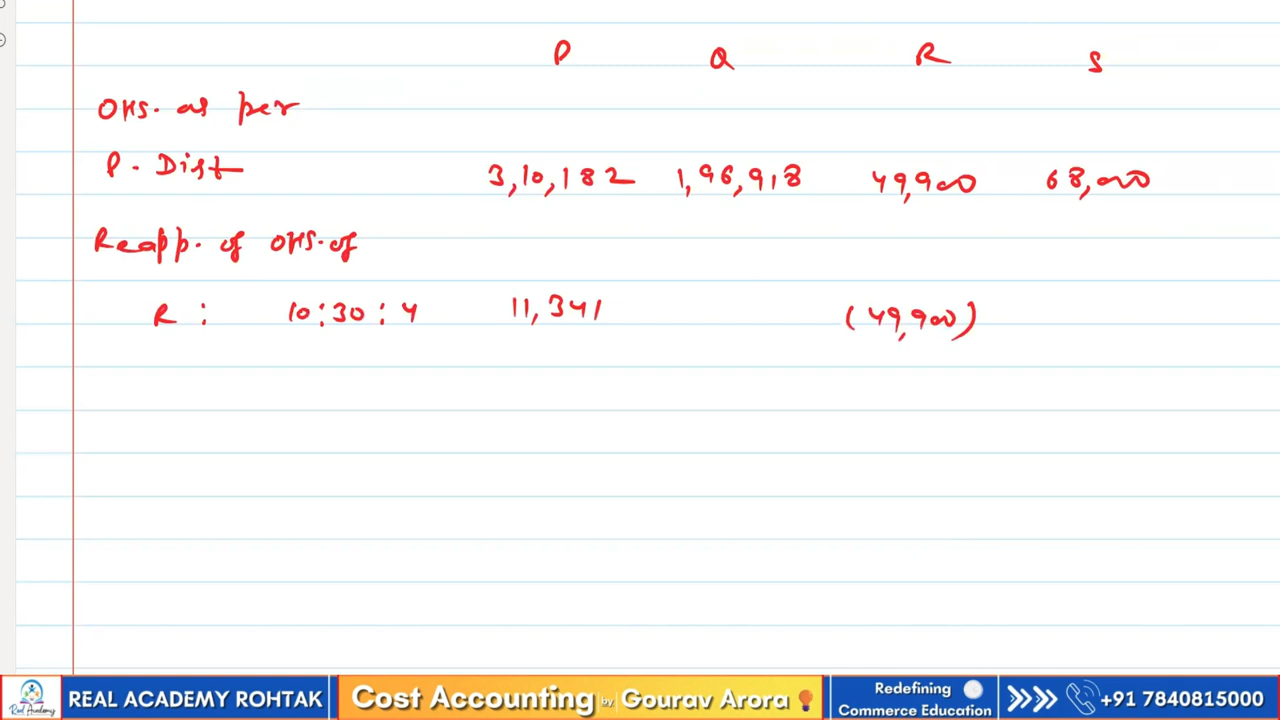 P Q R S
OHS. as per
P. Dist 3,10,182 1,96,918 49,900 68,000
Reapp. of OHS. of
R : 10:30:4 11,341 (49,900)
Real Academy
REAL ACADEMY ROHTAK
Cost Accounting by Gourav Arora
Redefining
Commerce Education
+91 7840815000